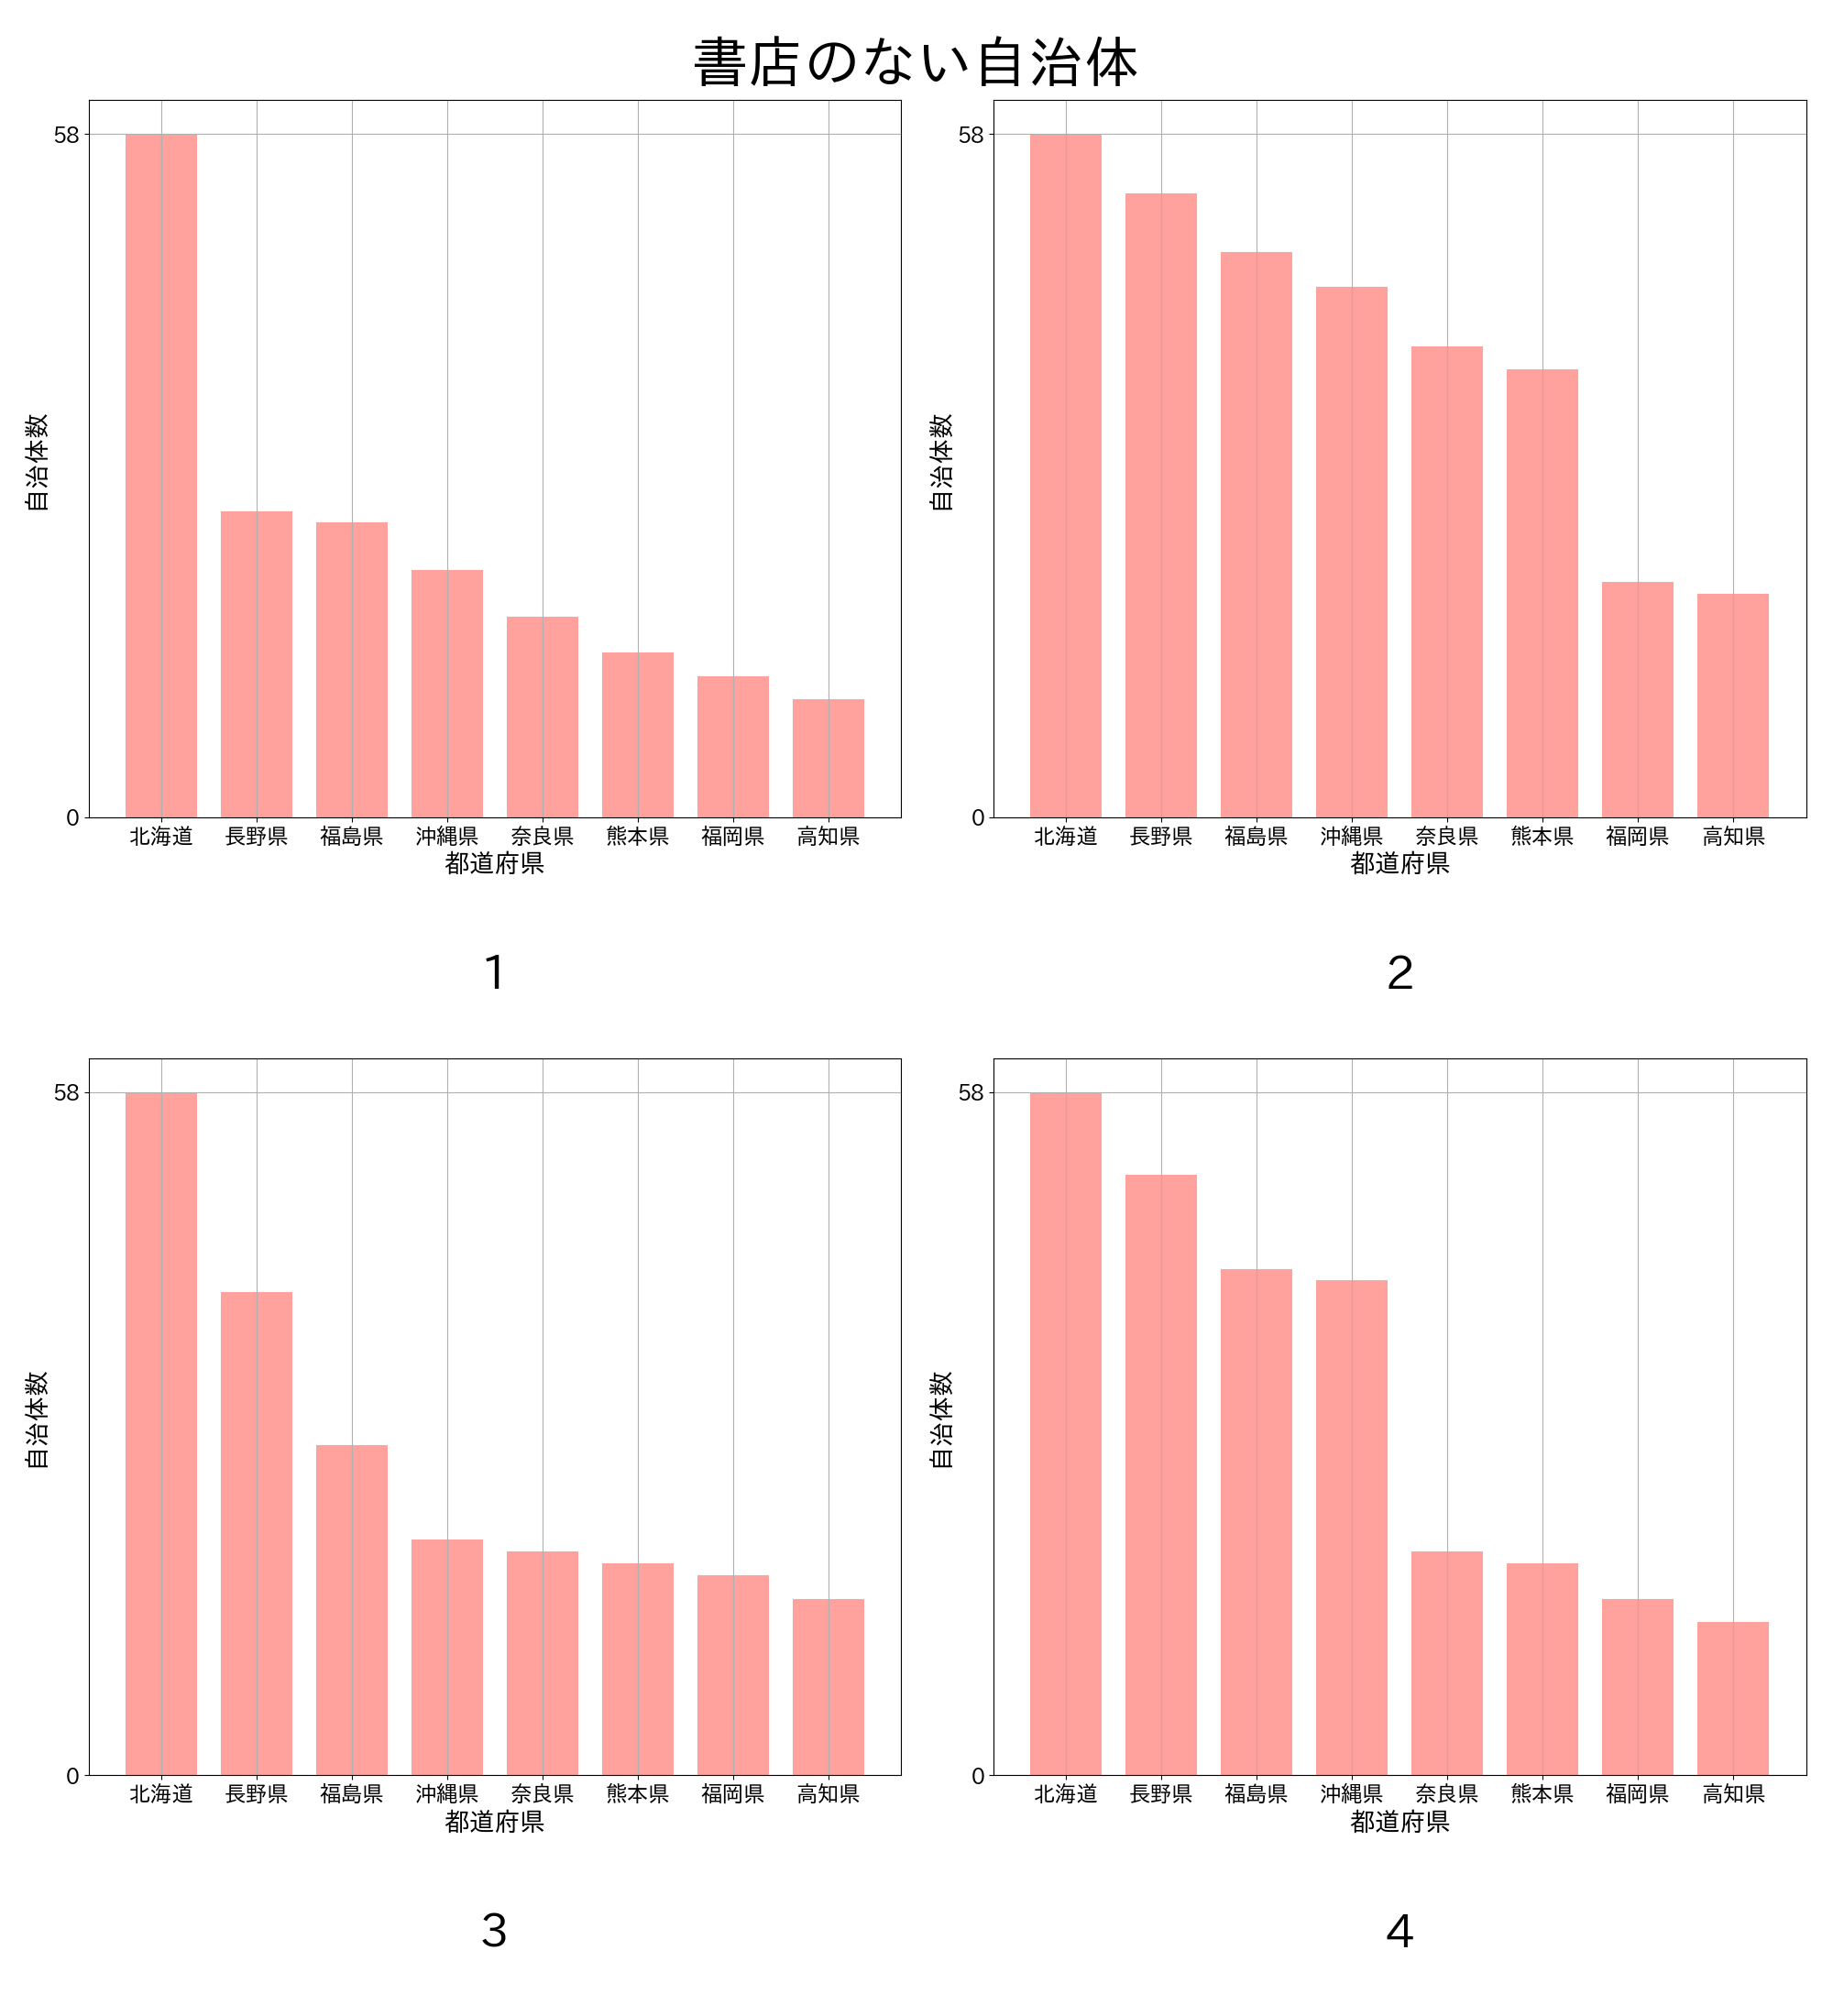 書店のない自治体
58
0
自治体数
北海道 長野県 福島県 沖縄県 奈良県 熊本県 福岡県 高知県
都道府県
1
58
0
自治体数
北海道 長野県 福島県 沖縄県 奈良県 熊本県 福岡県 高知県
都道府県
2
58
0
自治体数
北海道 長野県 福島県 沖縄県 奈良県 熊本県 福岡県 高知県
都道府県
3
58
0
自治体数
北海道 長野県 福島県 沖縄県 奈良県 熊本県 福岡県 高知県
都道府県
4